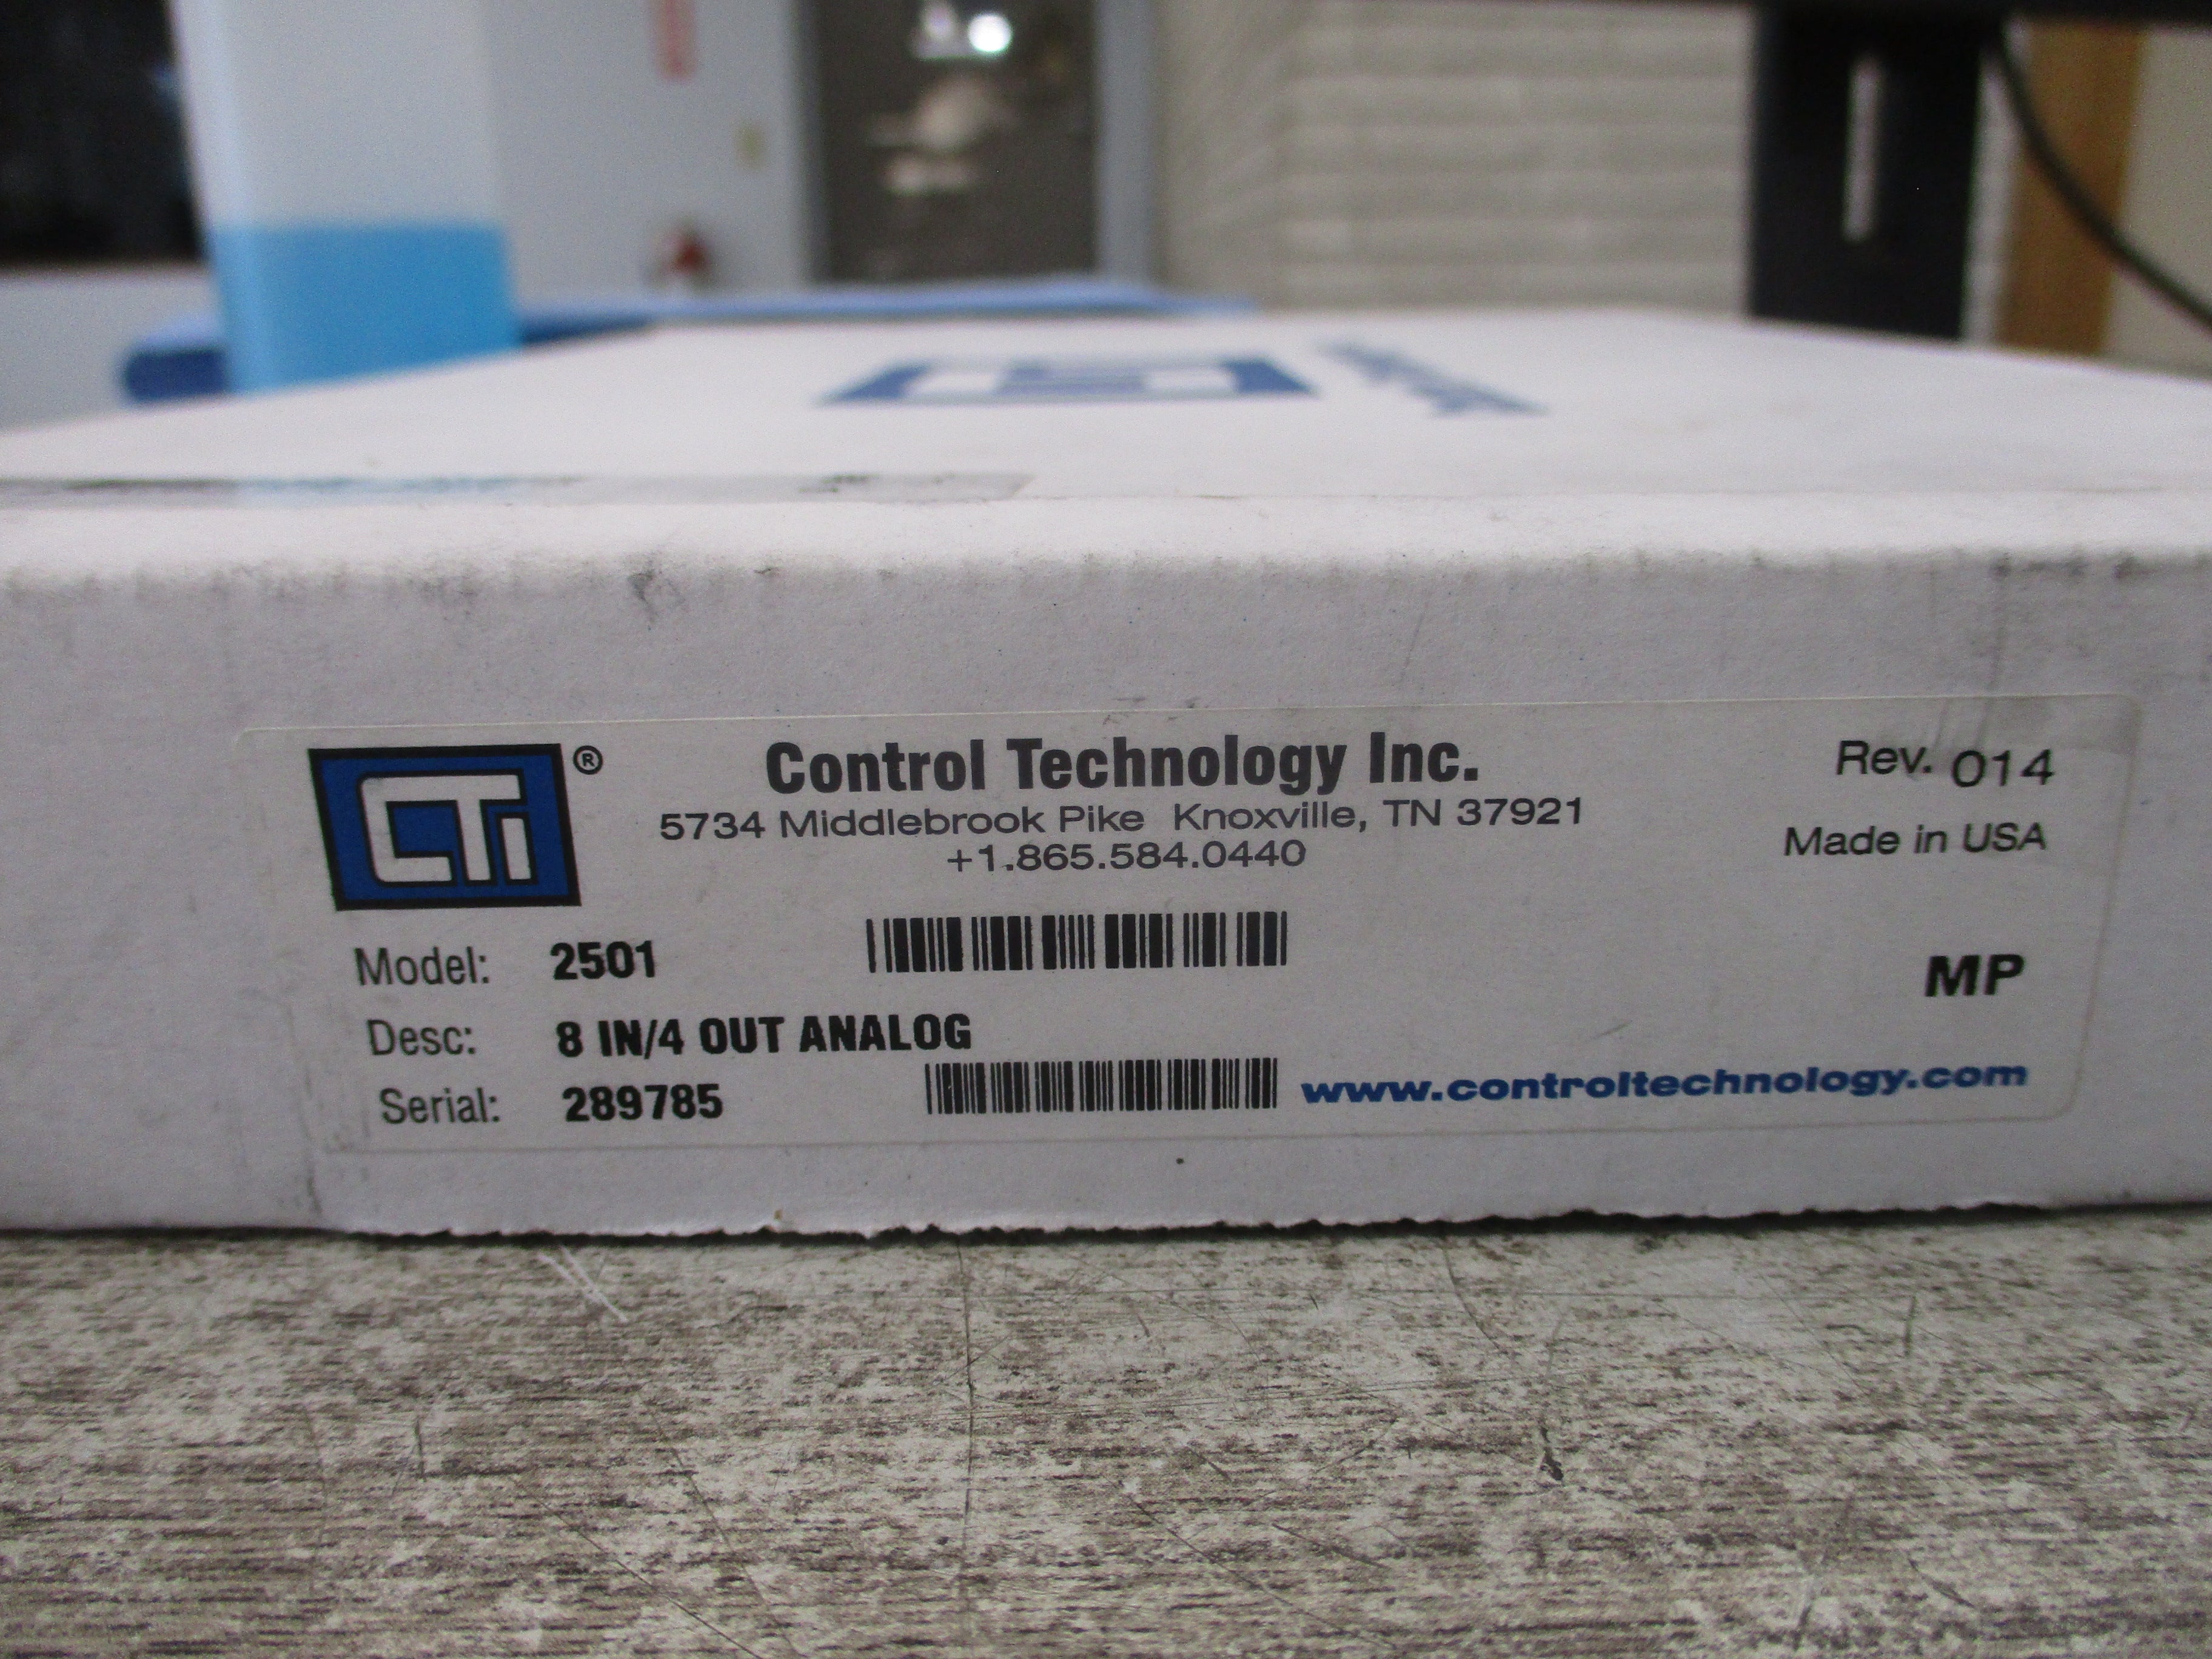 CTi®
Control Technology Inc.
5734 Middlebrook Pike Knoxville, TN 37921
+1.865.584.0440
Rev. 014
Made in USA
Model: 2501
MP
Desc: 8 IN/4 OUT ANALOG
Serial: 289785
www.controltechnology.com